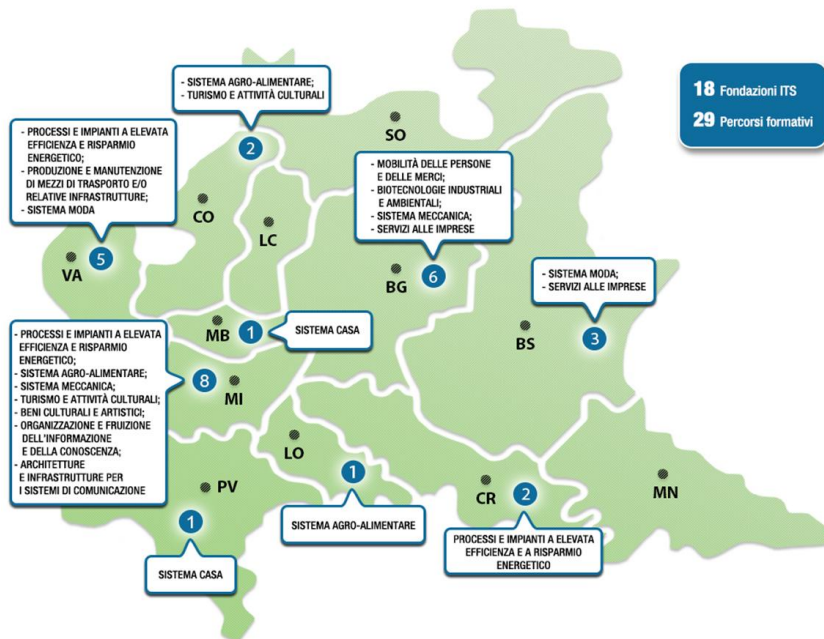 - SISTEMA AGRO-ALIMENTARE;
- TURISMO E ATTIVITÀ CULTURALI
2
18 Fondazioni ITS
29 Percorsi formativi
SO
- PROCESSI E IMPIANTI A ELEVATA
EFFICIENZA E RISPARMIO
ENERGETICO;
- PRODUZIONE E MANUTENZIONE
DI MEZZI DI TRASPORTO E/O
RELATIVE INFRASTRUTTURE;
- SISTEMA MODA
VA
5
CO
LC
- MOBILITÀ DELLE PERSONE
E DELLE MERCI;
- BIOTECNOLOGIE INDUSTRIALI
E AMBIENTALI;
- SISTEMA MECCANICA;
- SERVIZI ALLE IMPRESE
BG
6
- SISTEMA MODA;
- SERVIZI ALLE IMPRESE
BS
3
MB
1
SISTEMA CASA
- PROCESSI E IMPIANTI A ELEVATA
EFFICIENZA E RISPARMIO
ENERGETICO;
- SISTEMA AGRO-ALIMENTARE;
- SISTEMA MECCANICA;
- TURISMO E ATTIVITÀ CULTURALI;
- BENI CULTURALI E ARTISTICI;
- ORGANIZZAZIONE E FRUIZIONE
DELL'INFORMAZIONE
E DELLA CONOSCENZA;
- ARCHITETTURE
E INFRASTRUTTURE PER
I SISTEMI DI COMUNICAZIONE
8
MI
LO
1
SISTEMA AGRO-ALIMENTARE
PV
1
SISTEMA CASA
CR
2
PROCESSI E IMPIANTI A ELEVATA
EFFICIENZA E A RISPARMIO
ENERGETICO
MN